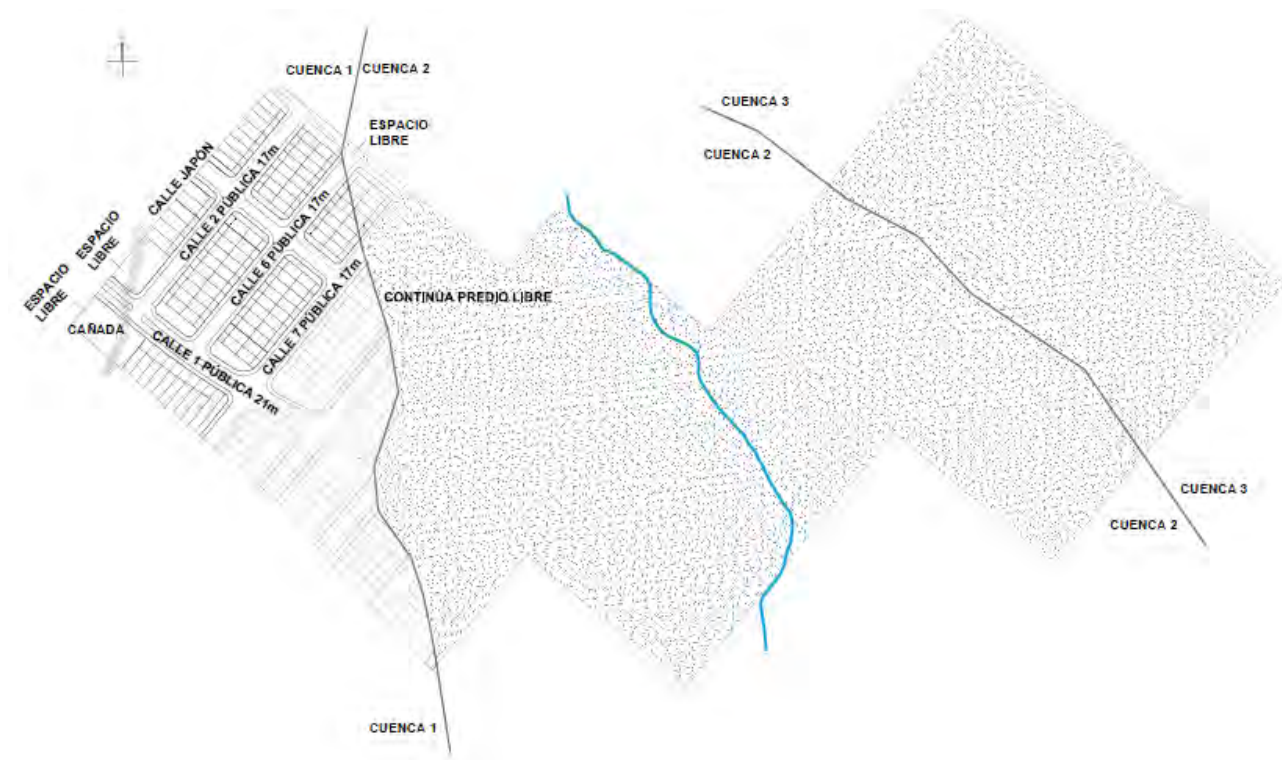 CUENCA 1
CUENCA 2
ESPACIO
LIBRE
CUENCA 3
CUENCA 2
CALLE JAPÓN
CALLE 2 PÚBLICA 17m
CALLE 6 PÚBLICA 17m
CALLE 7 PÚBLICA 17m
ESPACIO
LIBRE
ESPACIO
LIBRE
CAÑADA
CALLE 1 PÚBLICA 21m
CONTINÚA PREDIO LIBRE
CUENCA 3
CUENCA 2
CUENCA 1